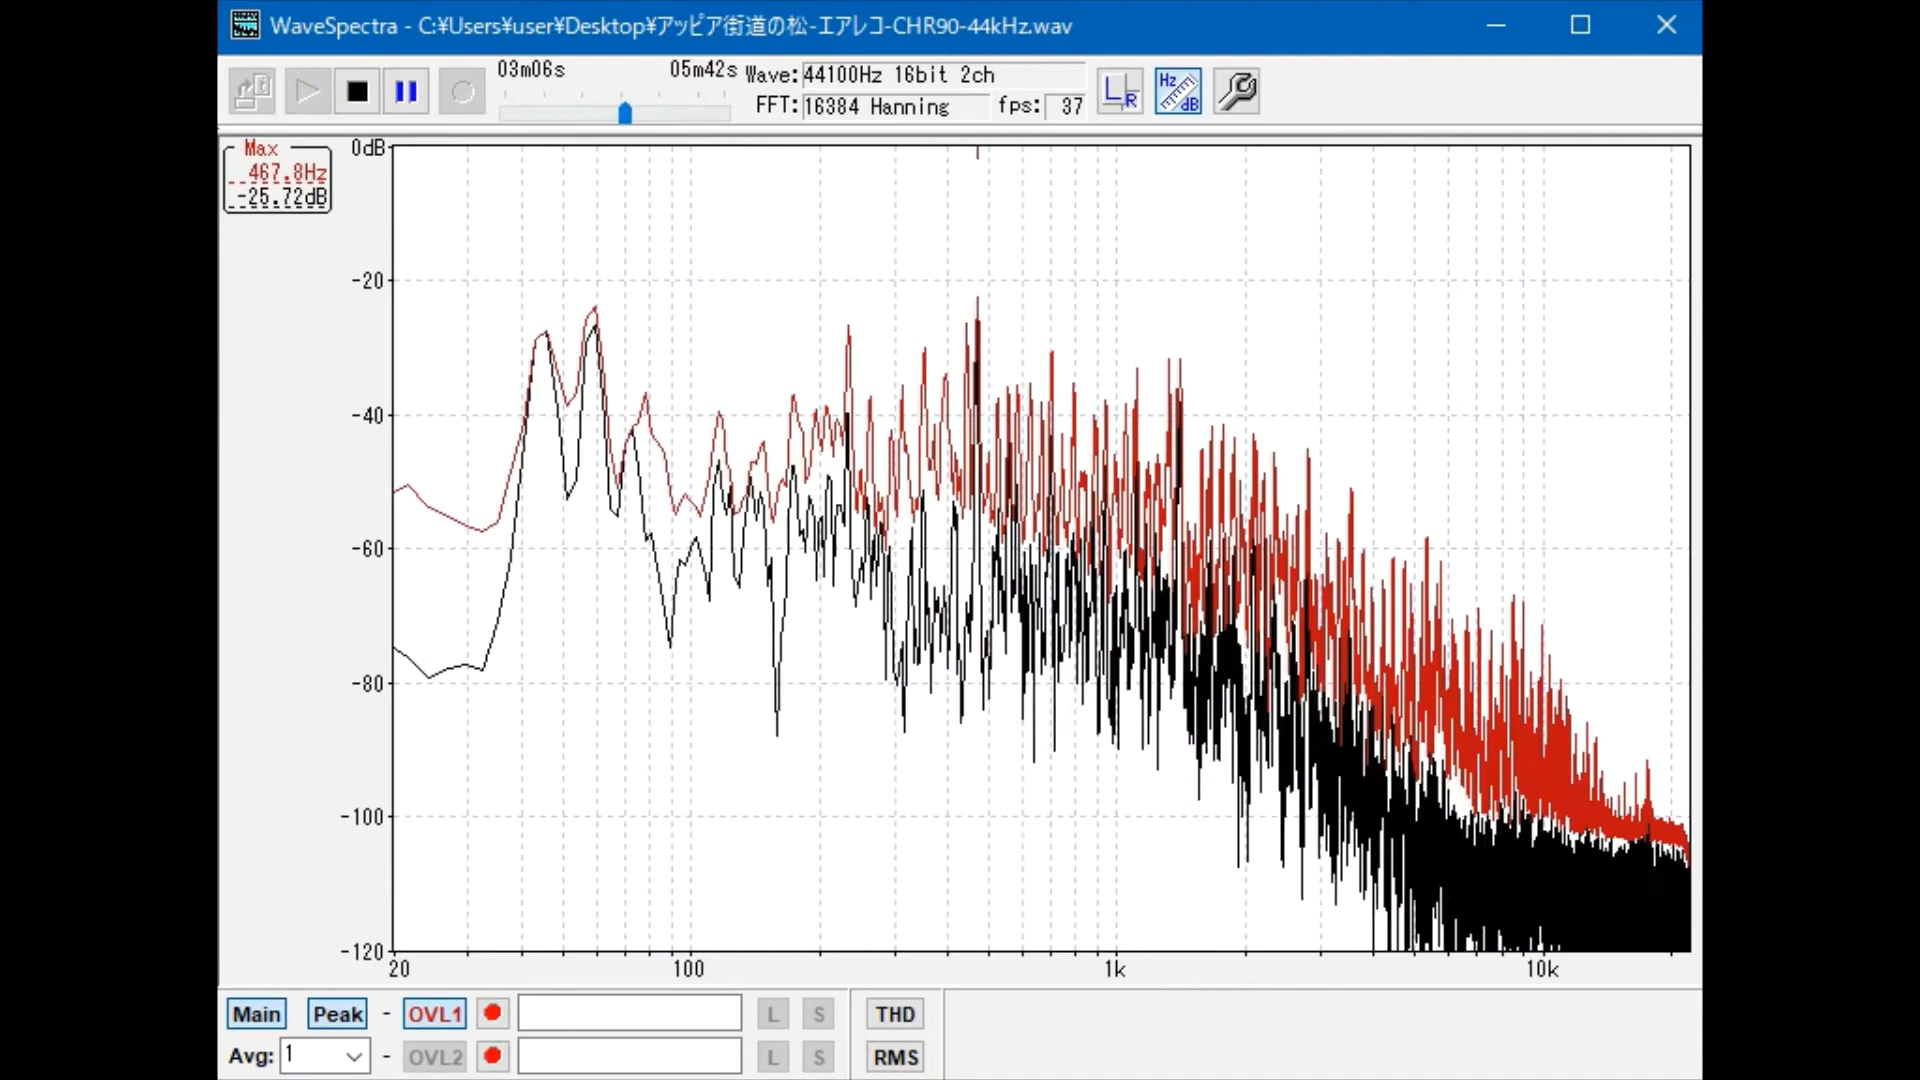 WaveSpectra - C:¥Users¥user¥Desktop¥アッピア街道の松-エアレコ-CHR90-44kHz.wav
03m06s 05m42s Wave: 44100Hz 16bit 2ch
FFT: 16384 Hanning fps: 37
L R
Hz dB
Max
467.8Hz
-25.72dB
0dB
-20
-40
-60
-80
-100
-120
20 100 1k 10k
Main Peak - OVL1 L S THD
Avg: 1 - OVL2 L S RMS